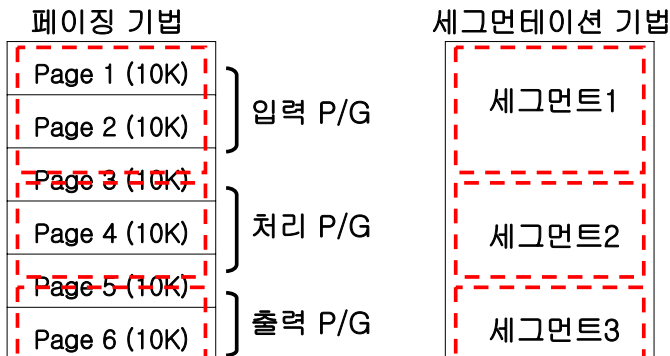 페이징 기법
Page 1 (10K)
Page 2 (10K)
Page 3 (10K)
Page 4 (10K)
Page 5 (10K)
Page 6 (10K)
입력 P/G
처리 P/G
출력 P/G
세그먼테이션 기법
세그먼트1
세그먼트2
세그먼트3